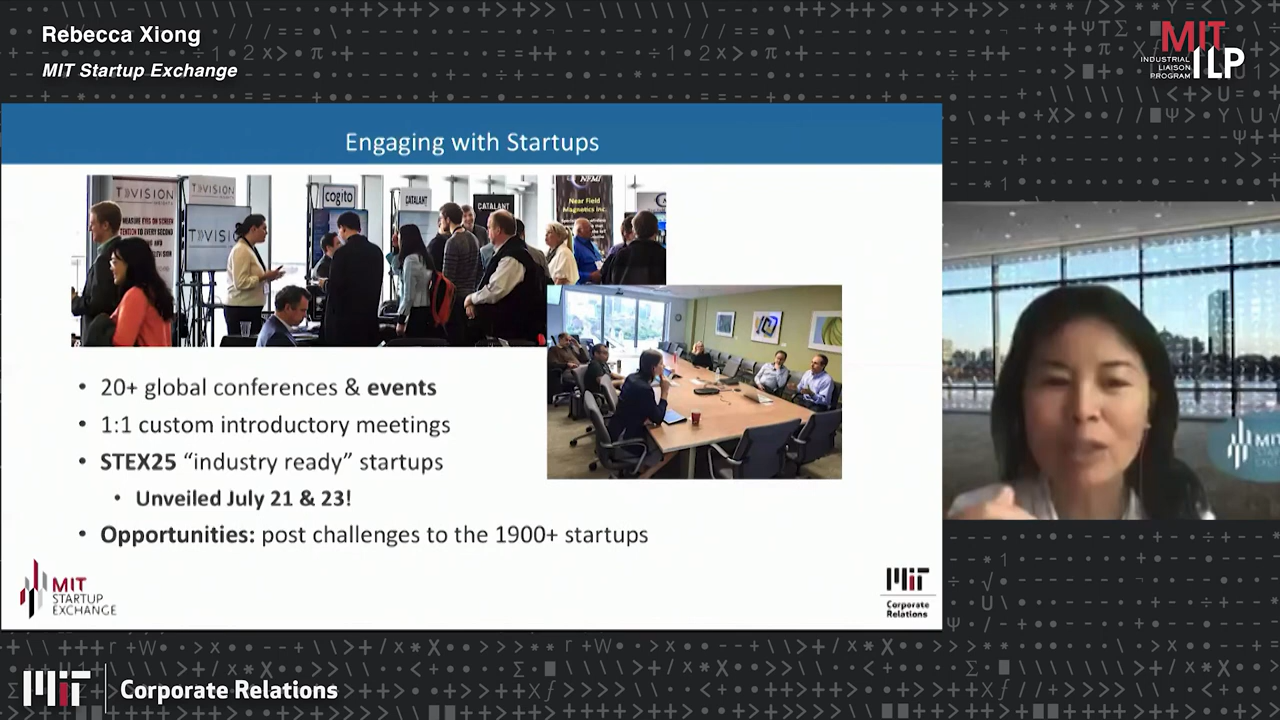 Rebecca Xiong
MIT Startup Exchange
MIT
INDUSTRIAL
LIAISON
PROGRAM
ILP
Engaging with Startups
TVISION
TVISION
TVISIO
cogito
CATALANT
CATALANT
NFMI
Near Field
Magnetics Inc.
• 20+ global conferences & events
• 1:1 custom introductory meetings
• STEX25 “industry ready” startups
• Unveiled July 21 & 23!
• Opportunities: post challenges to the 1900+ startups
MIT
STARTUP
EXCHANGE
MIT
Corporate
Relations
MIT
Corporate Relations